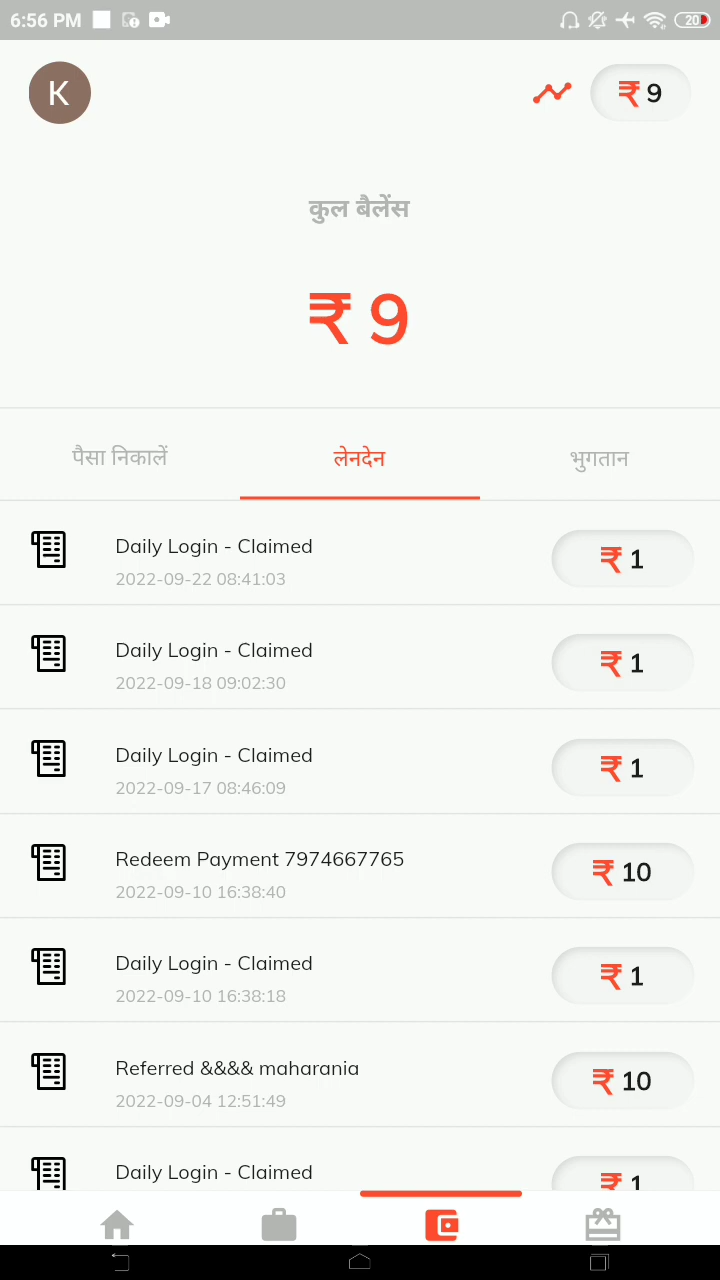 6:56 PM
20
K
₹ 9
कुल बैलेंस
₹ 9
पैसा निकालें
लेनदेन
भुगतान
Daily Login - Claimed
₹ 1
2022-09-22 08:41:03
Daily Login - Claimed
₹ 1
2022-09-18 09:02:30
Daily Login - Claimed
₹ 1
2022-09-17 08:46:09
Redeem Payment 7974667765
₹ 10
2022-09-10 16:38:40
Daily Login - Claimed
₹ 1
2022-09-10 16:38:18
Referred &&&& maharania
₹ 10
2022-09-04 12:51:49
Daily Login - Claimed
₹ 1